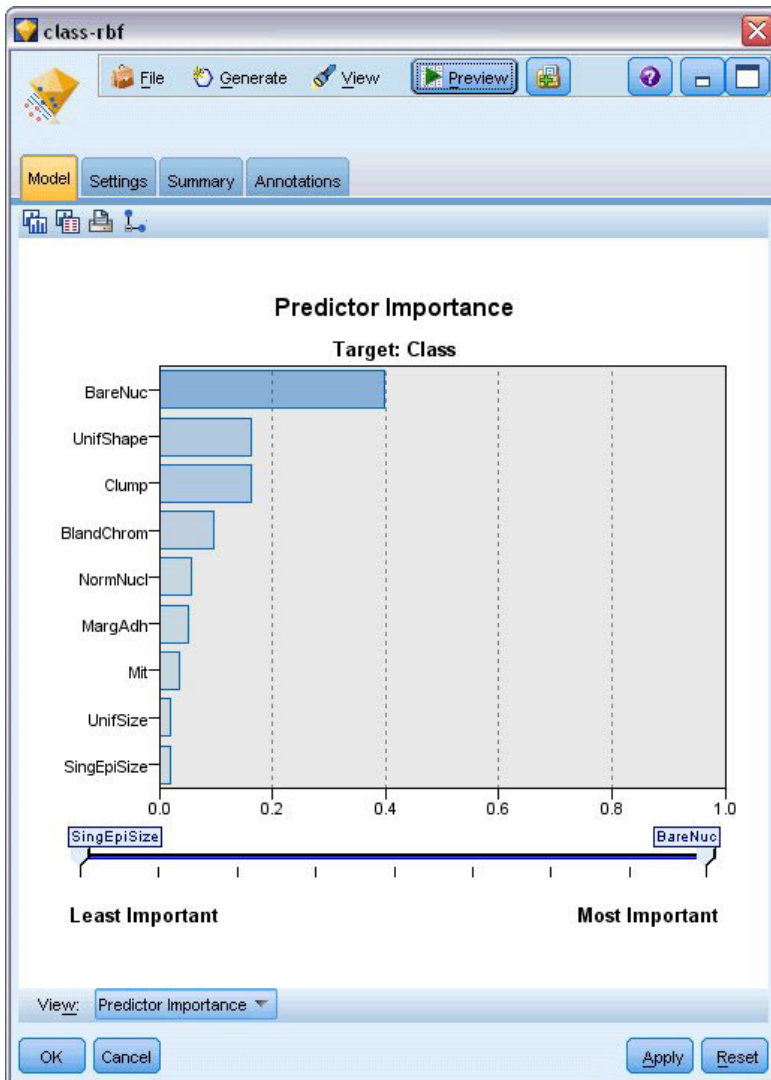 class-rbf
File Generate View Preview
Model Settings Summary Annotations
Predictor Importance
Target: Class
BareNuc
UnifShape
Clump
BlandChrom
NormNucl
MargAdh
Mit
UnifSize
SingEpiSize
0.0 0.2 0.4 0.6 0.8 1.0
SingEpiSize BareNuc
Least Important Most Important
View: Predictor Importance
OK Cancel Apply Reset